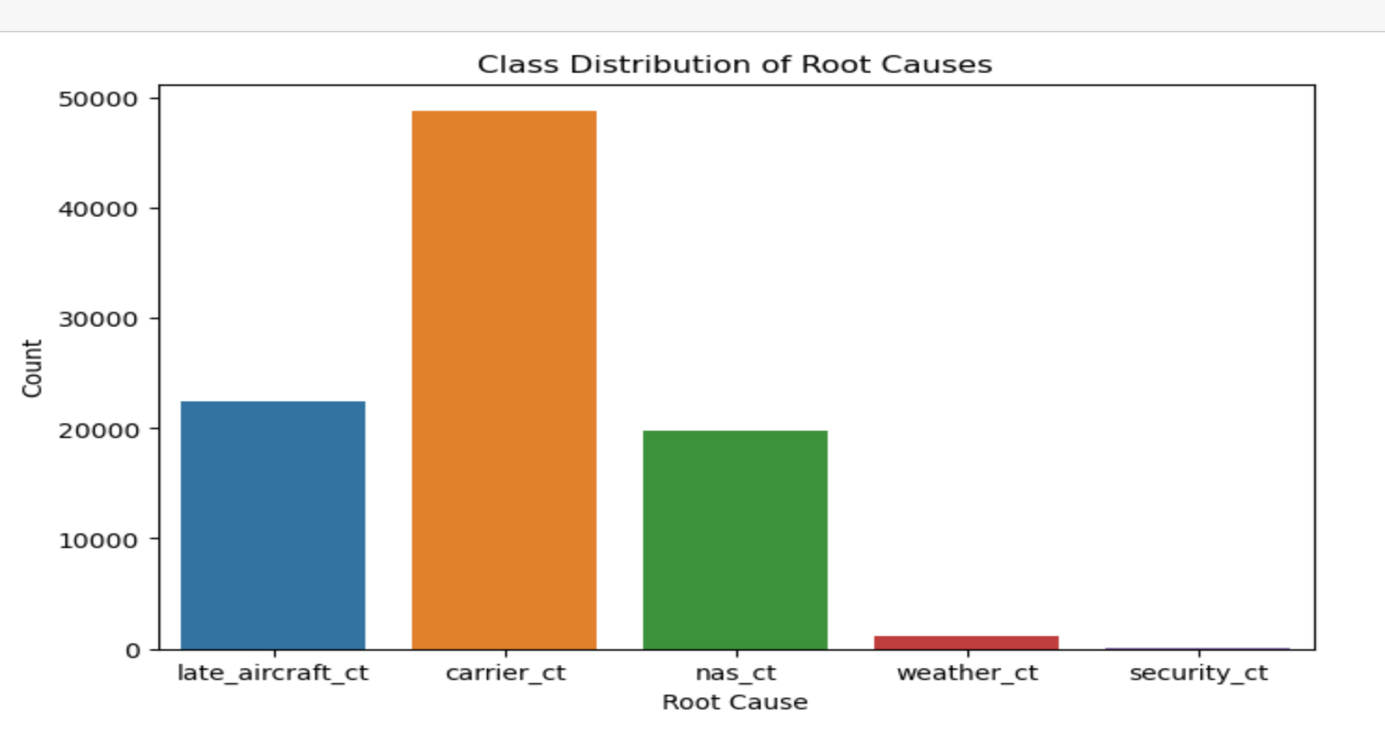 Class Distribution of Root Causes
50000
40000
30000
20000
10000
0
Count
late_aircraft_ct carrier_ct nas_ct weather_ct security_ct
Root Cause